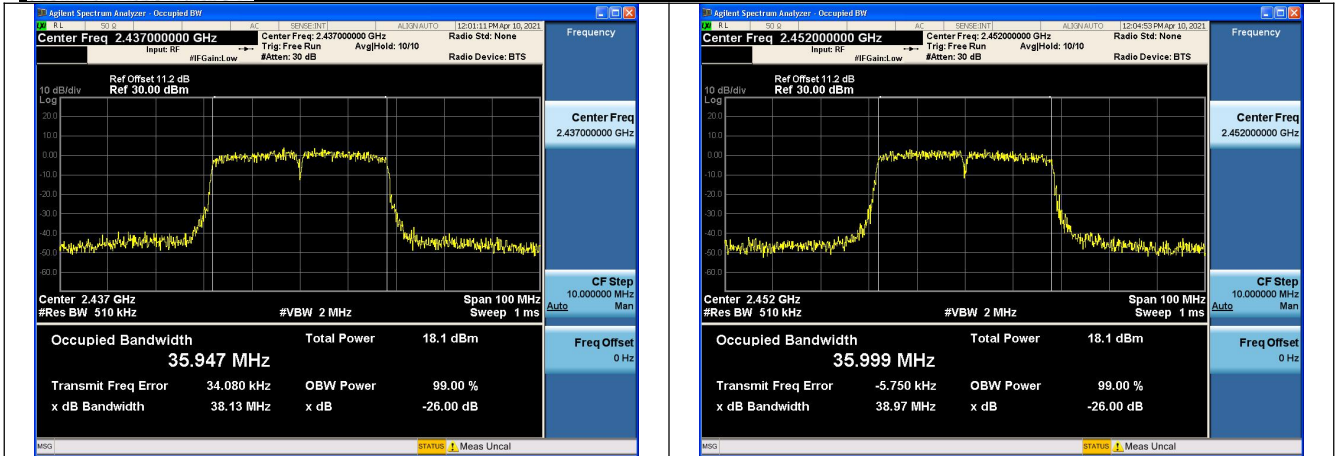 Agilent Spectrum Analyzer - Occupied BW
RL 50 Ω AC SENSE:INT ALIGN AUTO 12:01:11 PM Apr 10, 2021
Center Freq 2.437000000 GHz Center Freq: 2.437000000 GHz Radio Std: None
Input: RF Trig: Free Run Avg|Hold: 10/10
#IFGain:Low #Atten: 30 dB Radio Device: BTS
Ref Offset 11.2 dB
10 dB/div Ref 30.00 dBm
Log
20.0
10.0
0.00
-10.0
-20.0
-30.0
-40.0
-50.0
-60.0
Center 2.437 GHz Span 100 MHz
#Res BW 510 kHz #VBW 2 MHz Sweep 1 ms
Occupied Bandwidth Total Power 18.1 dBm
35.947 MHz
Transmit Freq Error 34.080 kHz OBW Power 99.00 %
x dB Bandwidth 38.13 MHz x dB -26.00 dB
MSG STATUS Meas Uncal
Frequency
Center Freq
2.437000000 GHz
CF Step
10.000000 MHz
Auto Man
Freq Offset
0 Hz
Agilent Spectrum Analyzer - Occupied BW
RL 50 Ω AC SENSE:INT ALIGN AUTO 12:04:53 PM Apr 10, 2021
Center Freq 2.452000000 GHz Center Freq: 2.452000000 GHz Radio Std: None
Input: RF Trig: Free Run Avg|Hold: 10/10
#IFGain:Low #Atten: 30 dB Radio Device: BTS
Ref Offset 11.2 dB
10 dB/div Ref 30.00 dBm
Log
20.0
10.0
0.00
-10.0
-20.0
-30.0
-40.0
-50.0
-60.0
Center 2.452 GHz Span 100 MHz
#Res BW 510 kHz #VBW 2 MHz Sweep 1 ms
Occupied Bandwidth Total Power 18.1 dBm
35.999 MHz
Transmit Freq Error -5.750 kHz OBW Power 99.00 %
x dB Bandwidth 38.97 MHz x dB -26.00 dB
MSG STATUS Meas Uncal
Frequency
Center Freq
2.452000000 GHz
CF Step
10.000000 MHz
Auto Man
Freq Offset
0 Hz